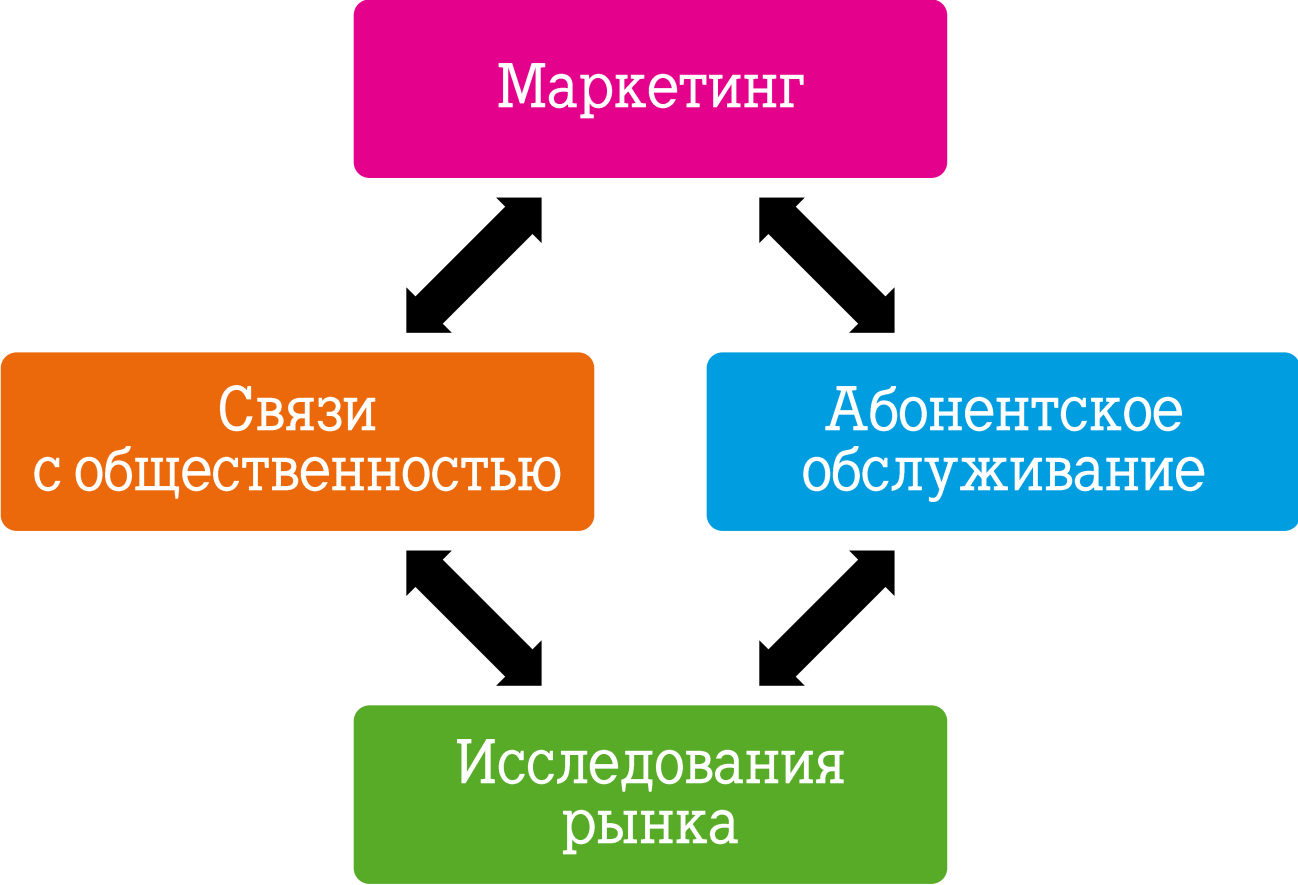 Маркетинг
Связи
с общественностью
Абонентское
обслуживание
Исследования
рынка